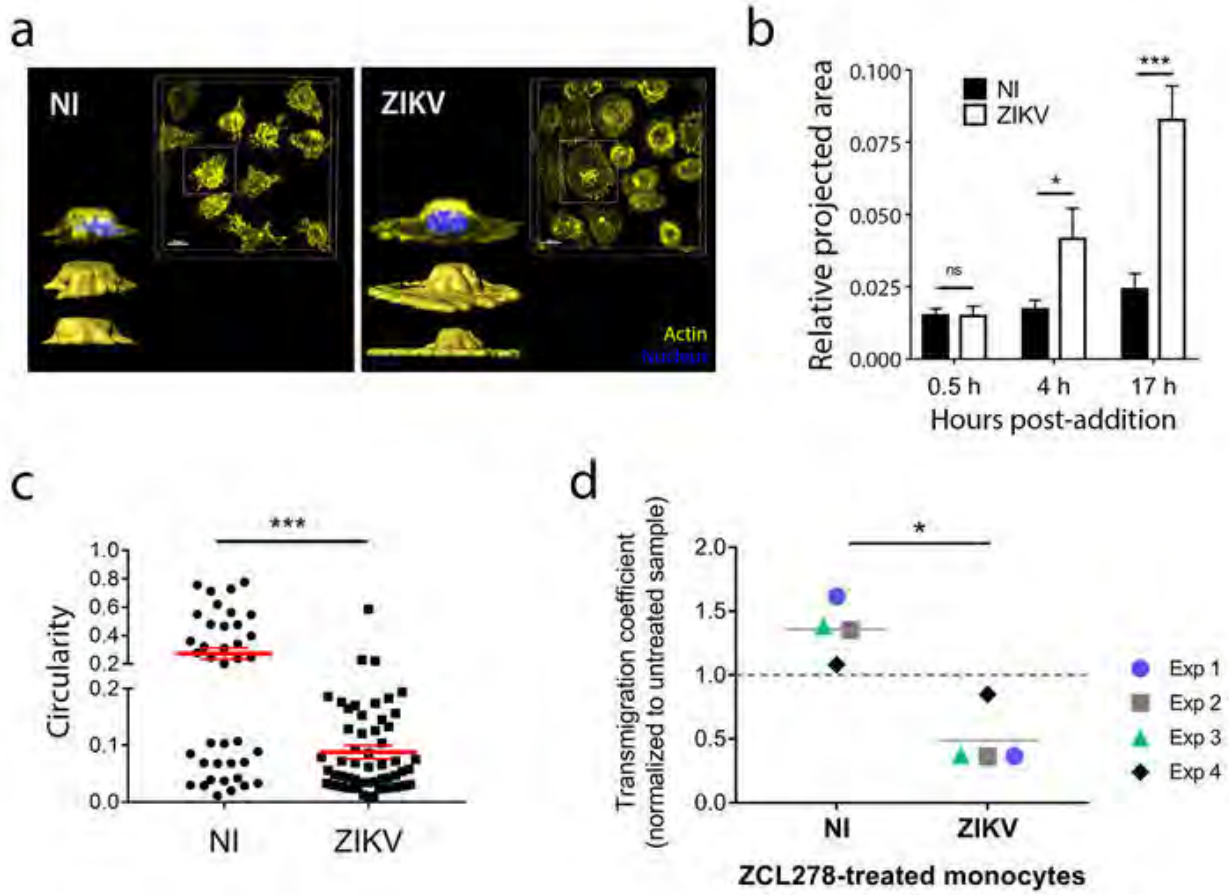 a
NI
ZIKV
Actin
Nucleus
b
Relative projected area
0.100
0.075
0.050
0.025
0.000
NI
ZIKV
ns
*
***
0.5 h 4 h 17 h
Hours post-addition
c
Circularity
***
1.0
0.8
0.6
0.4
0.2
0.2
0.1
0.0
NI ZIKV
d
Transmigration coefficient
(normalized to untreated sample)
*
2.0
1.5
1.0
0.5
0.0
NI ZIKV
ZCL278-treated monocytes
Exp 1
Exp 2
Exp 3
Exp 4